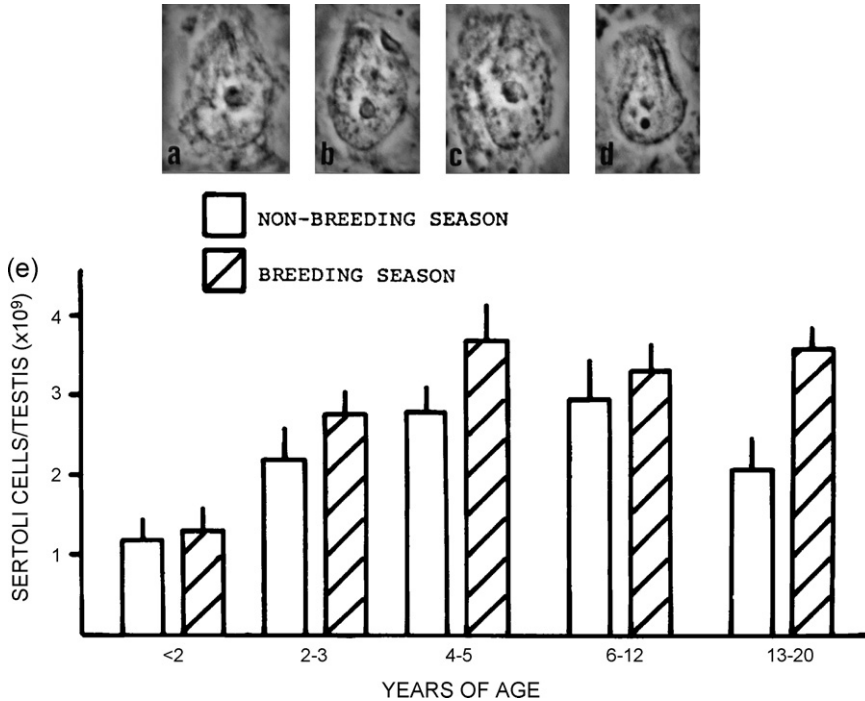 a b c d
NON-BREEDING SEASON
(e)
BREEDING SEASON
SERTOLI CELLS/TESTIS (x10⁹)
4
3
2
1
<2 2-3 4-5 6-12 13-20
YEARS OF AGE